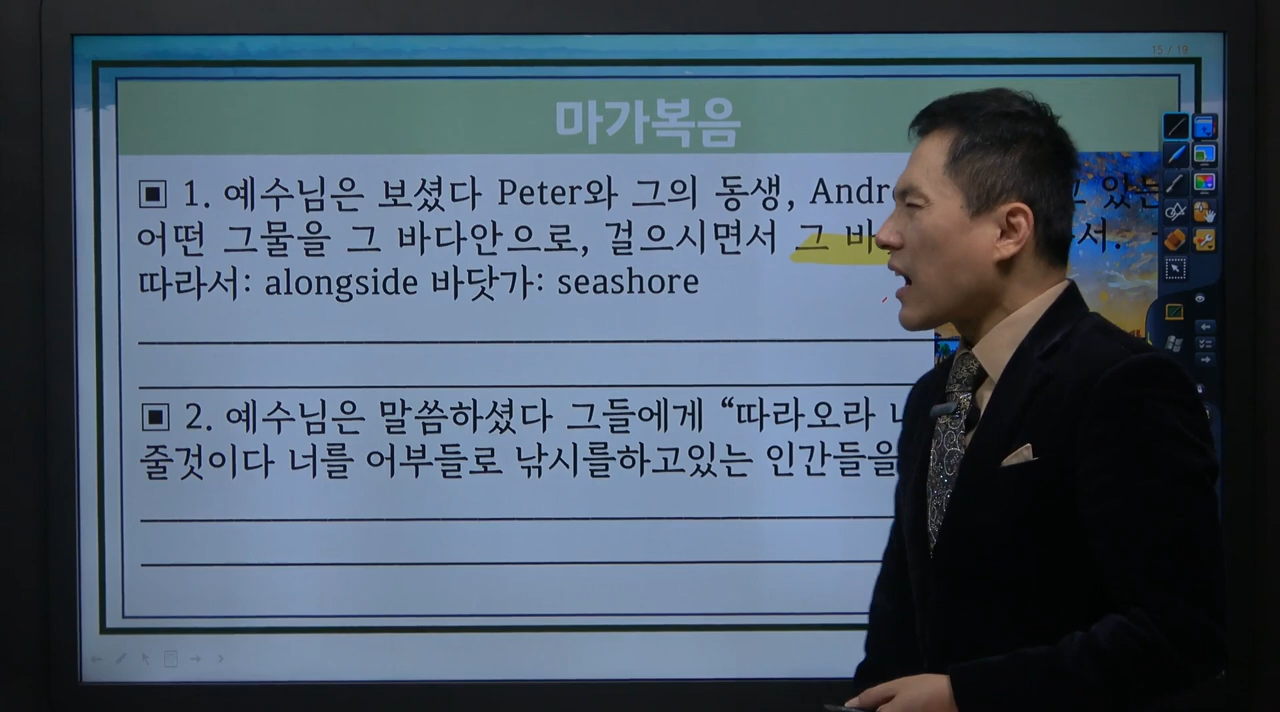 15 / 19
마가복음
▣ 1. 예수님은 보셨다 Peter와 그의 동생, Andr 있는
어떤 그물을 그 바다안으로, 걸으시면서 그 바 서.
따라서: alongside 바닷가: seashore
▣ 2. 예수님은 말씀하셨다 그들에게 “따라오라
줄것이다 너를 어부들로 낚시를하고있는 인간들을